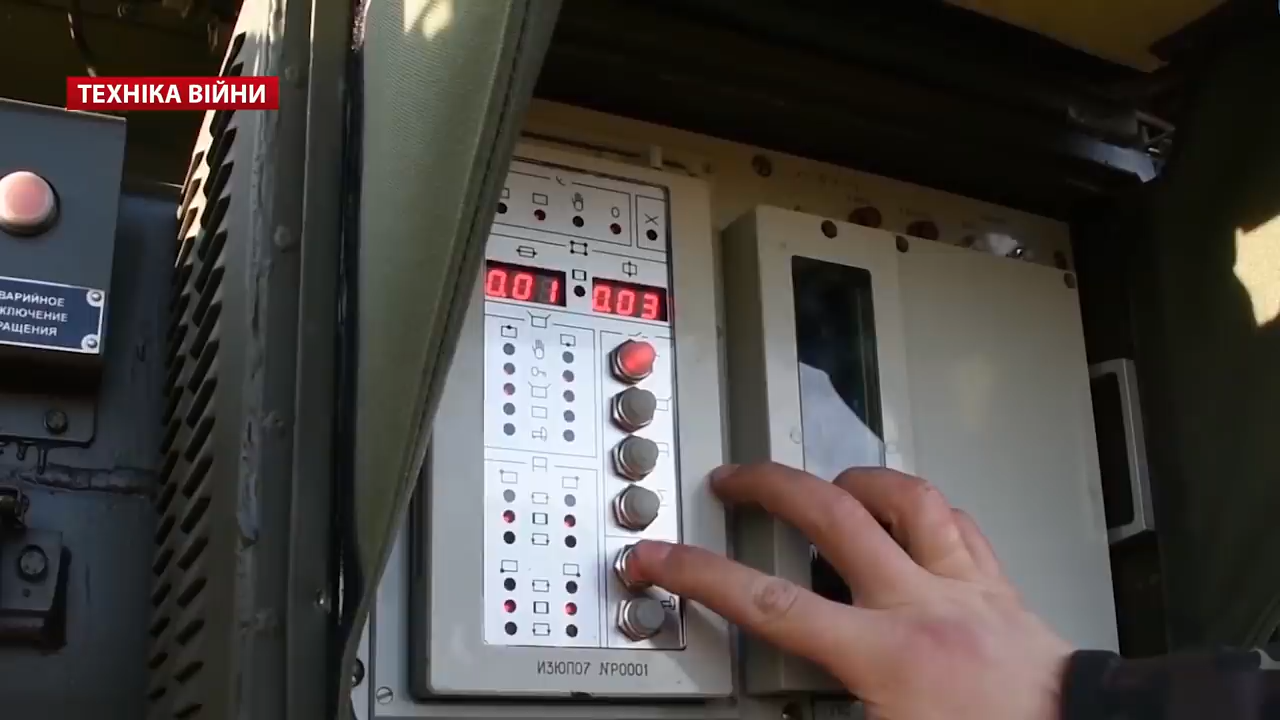 ТЕХНІКА ВІЙНИ
0.01 0.03
ВАРИЙНОЕ
КЛЮЧЕНИЕ
РАЩЕНИЯ
ИЗЮП07 №Р0001